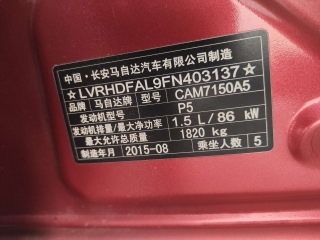 中国·长安马自达汽车有限公司制造
☆LVRHDFAL9FN403137☆
品牌 马自达牌 型号 CAM7150A5
发动机型号 P5
发动机排量/最大净功率 1.5 L/86 kW
最大允许总质量 1820 kg
制造年月 2015-08 乘坐人数 5